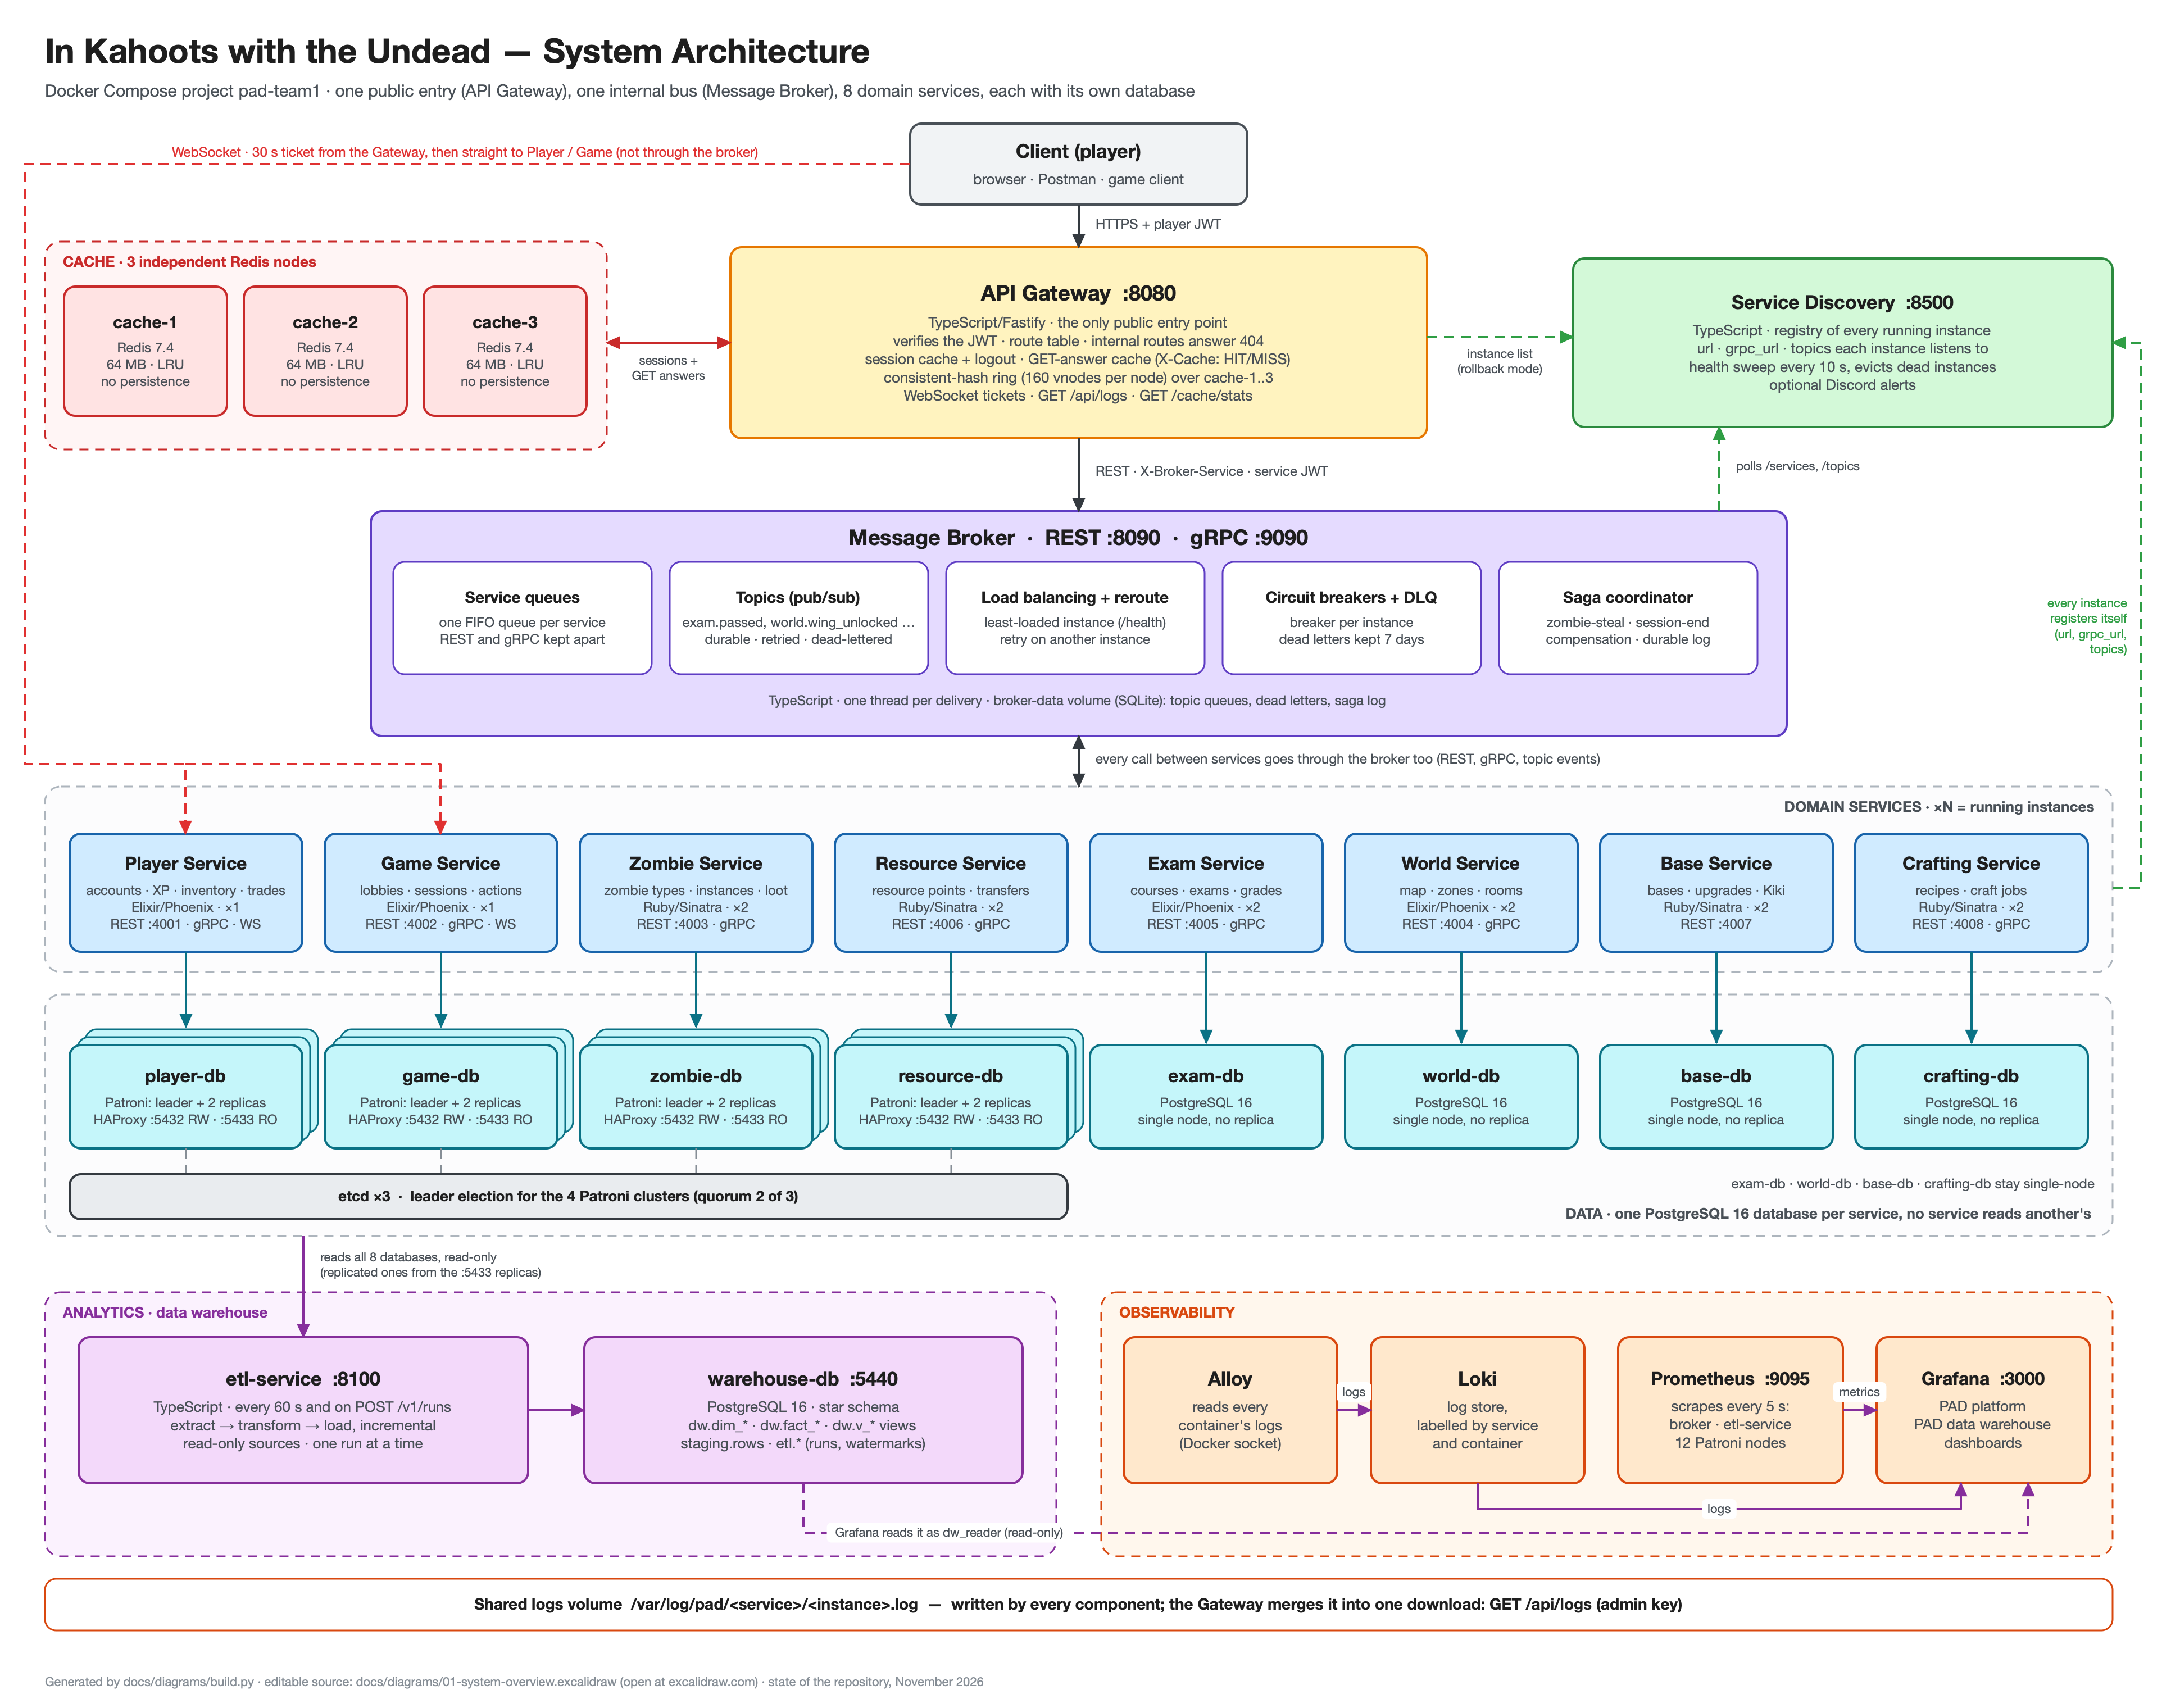 In Kahoots with the Undead — System Architecture
Docker Compose project pad-team1 · one public entry (API Gateway), one internal bus (Message Broker), 8 domain services, each with its own database
WebSocket · 30 s ticket from the Gateway, then straight to Player / Game (not through the broker)
Client (player)
browser · Postman · game client
HTTPS + player JWT
CACHE · 3 independent Redis nodes
cache-1
Redis 7.4
64 MB · LRU
no persistence
cache-2
Redis 7.4
64 MB · LRU
no persistence
cache-3
Redis 7.4
64 MB · LRU
no persistence
sessions +
GET answers
API Gateway :8080
TypeScript/Fastify · the only public entry point
verifies the JWT · route table · internal routes answer 404
session cache + logout · GET-answer cache (X-Cache: HIT/MISS)
consistent-hash ring (160 vnodes per node) over cache-1..3
WebSocket tickets · GET /api/logs · GET /cache/stats
instance list
(rollback mode)
Service Discovery :8500
TypeScript · registry of every running instance
url · grpc_url · topics each instance listens to
health sweep every 10 s, evicts dead instances
optional Discord alerts
REST · X-Broker-Service · service JWT
polls /services, /topics
Message Broker · REST :8090 · gRPC :9090
Service queues
one FIFO queue per service
REST and gRPC kept apart
Topics (pub/sub)
exam.passed, world.wing_unlocked …
durable · retried · dead-lettered
Load balancing + reroute
least-loaded instance (/health)
retry on another instance
Circuit breakers + DLQ
breaker per instance
dead letters kept 7 days
Saga coordinator
zombie-steal · session-end
compensation · durable log
TypeScript · one thread per delivery · broker-data volume (SQLite): topic queues, dead letters, saga log
every instance
registers itself
(url, grpc_url,
topics)
every call between services goes through the broker too (REST, gRPC, topic events)
DOMAIN SERVICES · ×N = running instances
Player Service
accounts · XP · inventory · trades
Elixir/Phoenix · ×1
REST :4001 · gRPC · WS
Game Service
lobbies · sessions · actions
Elixir/Phoenix · ×1
REST :4002 · gRPC · WS
Zombie Service
zombie types · instances · loot
Ruby/Sinatra · ×2
REST :4003 · gRPC
Resource Service
resource points · transfers
Ruby/Sinatra · ×2
REST :4006 · gRPC
Exam Service
courses · exams · grades
Elixir/Phoenix · ×2
REST :4005 · gRPC
World Service
map · zones · rooms
Elixir/Phoenix · ×2
REST :4004 · gRPC
Base Service
bases · upgrades · Kiki
Ruby/Sinatra · ×2
REST :4007
Crafting Service
recipes · craft jobs
Ruby/Sinatra · ×2
REST :4008 · gRPC
player-db
Patroni: leader + 2 replicas
HAProxy :5432 RW · :5433 RO
game-db
Patroni: leader + 2 replicas
HAProxy :5432 RW · :5433 RO
zombie-db
Patroni: leader + 2 replicas
HAProxy :5432 RW · :5433 RO
resource-db
Patroni: leader + 2 replicas
HAProxy :5432 RW · :5433 RO
exam-db
PostgreSQL 16
single node, no replica
world-db
PostgreSQL 16
single node, no replica
base-db
PostgreSQL 16
single node, no replica
crafting-db
PostgreSQL 16
single node, no replica
etcd ×3 · leader election for the 4 Patroni clusters (quorum 2 of 3)
exam-db · world-db · base-db · crafting-db stay single-node
DATA · one PostgreSQL 16 database per service, no service reads another's
reads all 8 databases, read-only
(replicated ones from the :5433 replicas)
ANALYTICS · data warehouse
etl-service :8100
TypeScript · every 60 s and on POST /v1/runs
extract → transform → load, incremental
read-only sources · one run at a time
warehouse-db :5440
PostgreSQL 16 · star schema
dw.dim_* · dw.fact_* · dw.v_* views
staging.rows · etl.* (runs, watermarks)
Grafana reads it as dw_reader (read-only)
OBSERVABILITY
Alloy
reads every
container's logs
(Docker socket)
logs
Loki
log store,
labelled by service
and container
Prometheus :9095
scrapes every 5 s:
broker · etl-service
12 Patroni nodes
metrics
Grafana :3000
PAD platform
PAD data warehouse
dashboards
logs
Shared logs volume /var/log/pad/<service>/<instance>.log — written by every component; the Gateway merges it into one download: GET /api/logs (admin key)
Generated by docs/diagrams/build.py · editable source: docs/diagrams/01-system-overview.excalidraw (open at excalidraw.com) · state of the repository, November 2026